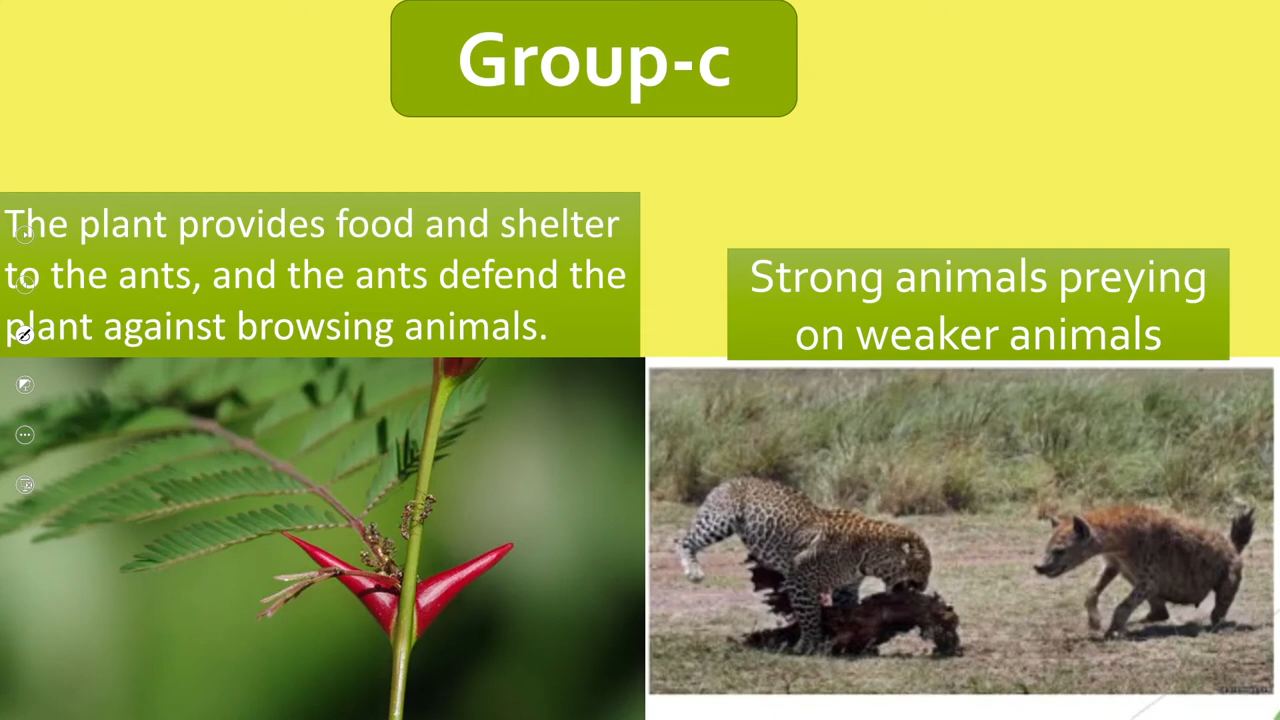 Group-c
The plant provides food and shelter
to the ants, and the ants defend the
plant against browsing animals.
Strong animals preying
on weaker animals